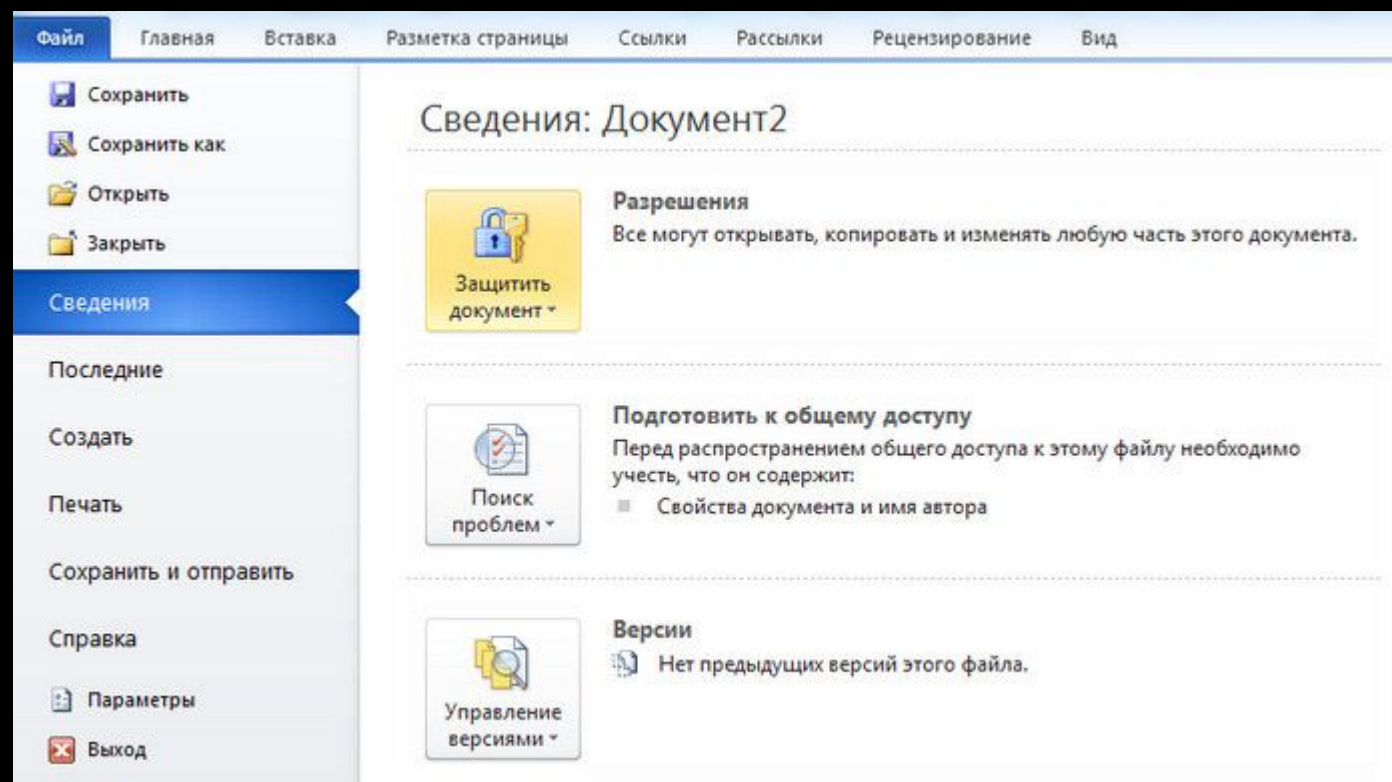 Файл Главная Вставка Разметка страницы Ссылки Рассылки Рецензирование Вид
Сохранить
Сохранить как
Открыть
Закрыть
Сведения
Последние
Создать
Печать
Сохранить и отправить
Справка
Параметры
Выход
Сведения: Документ2
Защитить
документ
Разрешения
Все могут открывать, копировать и изменять любую часть этого документа.
Поиск
проблем
Подготовить к общему доступу
Перед распространением общего доступа к этому файлу необходимо
учесть, что он содержит:
Свойства документа и имя автора
Управление
версиями
Версии
Нет предыдущих версий этого файла.